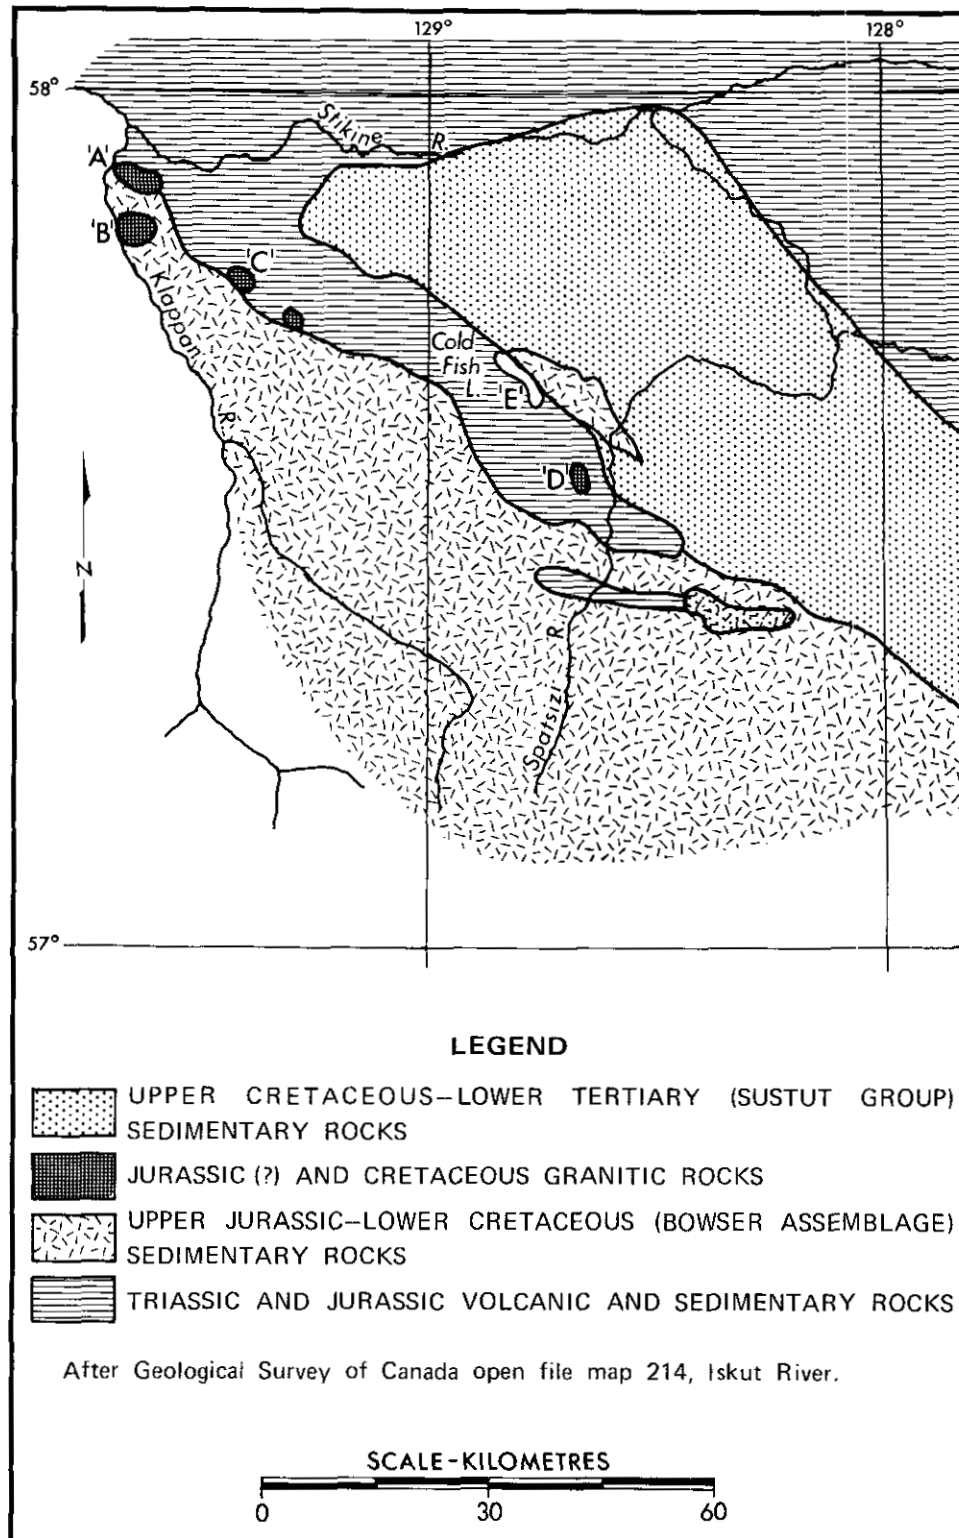 129° 128°
58°
Stikine R.
'A'
'B'
'C'
Klappan R.
Cold
Fish
L.
'E'
'D'
N
Spatsizi R
57°
LEGEND
UPPER CRETACEOUS–LOWER TERTIARY (SUSTUT GROUP)
SEDIMENTARY ROCKS
JURASSIC (?) AND CRETACEOUS GRANITIC ROCKS
UPPER JURASSIC–LOWER CRETACEOUS (BOWSER ASSEMBLAGE)
SEDIMENTARY ROCKS
TRIASSIC AND JURASSIC VOLCANIC AND SEDIMENTARY ROCKS
After Geological Survey of Canada open file map 214, Iskut River.
SCALE-KILOMETRES
0 30 60